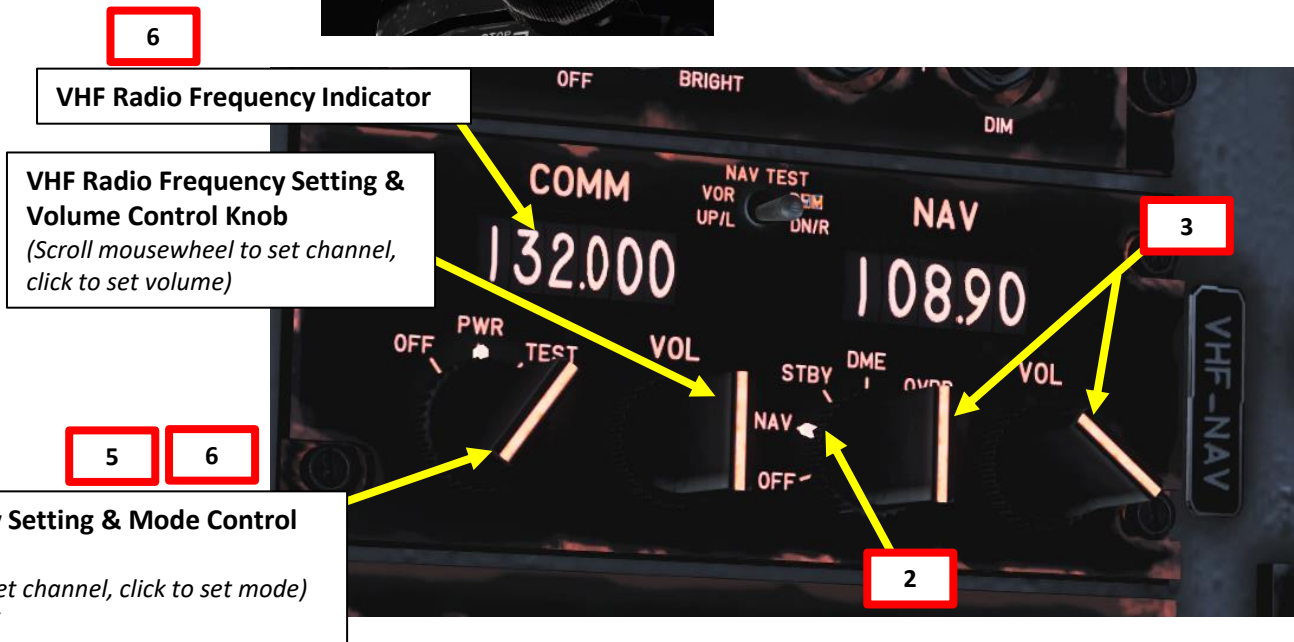 6
VHF Radio Frequency Indicator
VHF Radio Frequency Setting &
Volume Control Knob
(Scroll mousewheel to set channel,
click to set volume)
OFF BRIGHT
DIM
COMM
NAV TEST
VOR
UP/L DN/R
NAV
3
132.000
108.90
OFF PWR TEST
VOL
STBY DME
NAV
OFF
VOL
VHF-NAV
5 6
Setting & Mode Control
set channel, click to set mode)
2